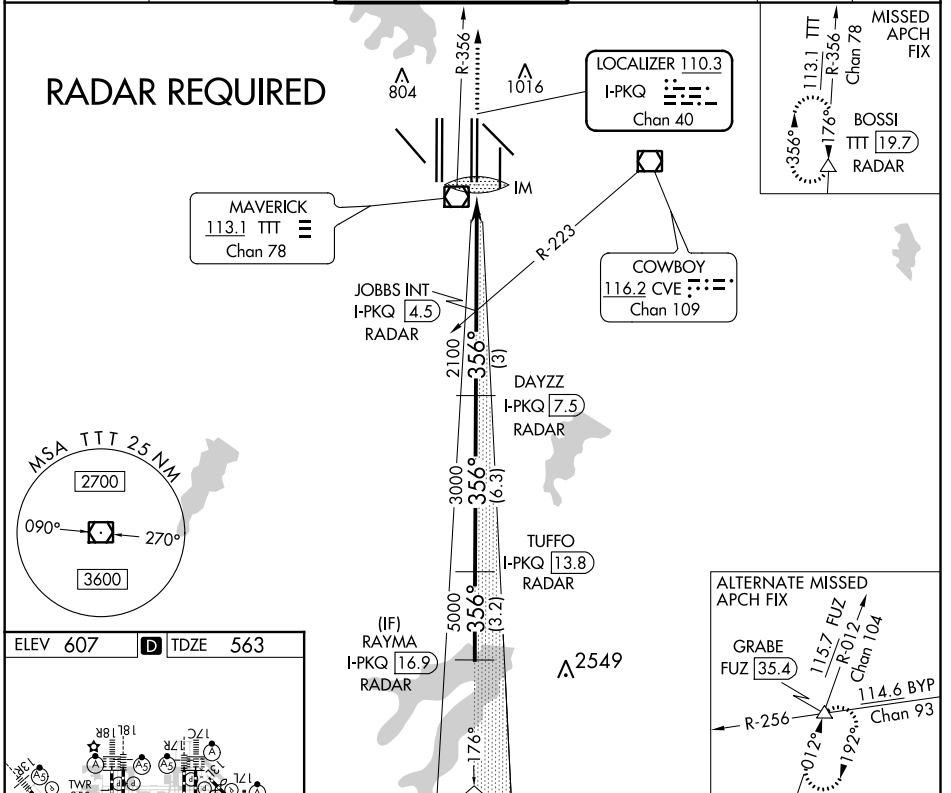 RADAR REQUIRED
804
R-356
1016
LOCALIZER 110.3
I-PKQ
Chan 40
MISSED
APCH
FIX
113.1 TTT
R-356
Chan 78
356°
176°
BOSSI
TTT 19.7
RADAR
IM
MAVERICK
113.1 TTT
Chan 78
R-223
COWBOY
116.2 CVE
Chan 109
JOBBS INT
I-PKQ 4.5
RADAR
2100
356°
(3)
DAYZZ
I-PKQ 7.5
RADAR
3000
356°
(6.3)
TUFFO
I-PKQ 13.8
RADAR
5000
356°
(3.2)
(IF)
RAYMA
I-PKQ 16.9
RADAR
2549
176°
MSA TTT 25 NM
2700
090°
270°
3600
ALTERNATE MISSED
APCH FIX
GRABE
FUZ 35.4
115.7 FUZ
R-012
Chan 104
114.6 BYP
Chan 93
R-256
012°
192°
ELEV 607
D
TDZE 563
18R
18L
17R
17C
17L
A
A5
A5
A
A
A5
A
P
P
P
TWR